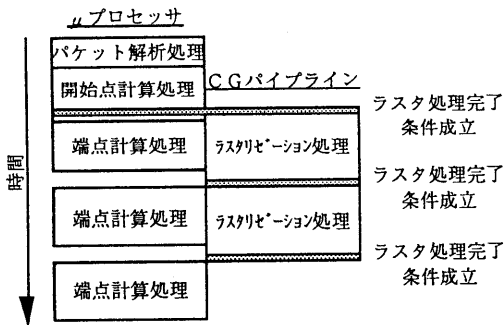 μプロセッサ
パケット解析処理
開始点計算処理
CGパイプライン
ラスタ処理完了
条件成立
端点計算処理
ラスタリゼーション処理
ラスタ処理完了
条件成立
端点計算処理
ラスタリゼーション処理
ラスタ処理完了
条件成立
端点計算処理
時間